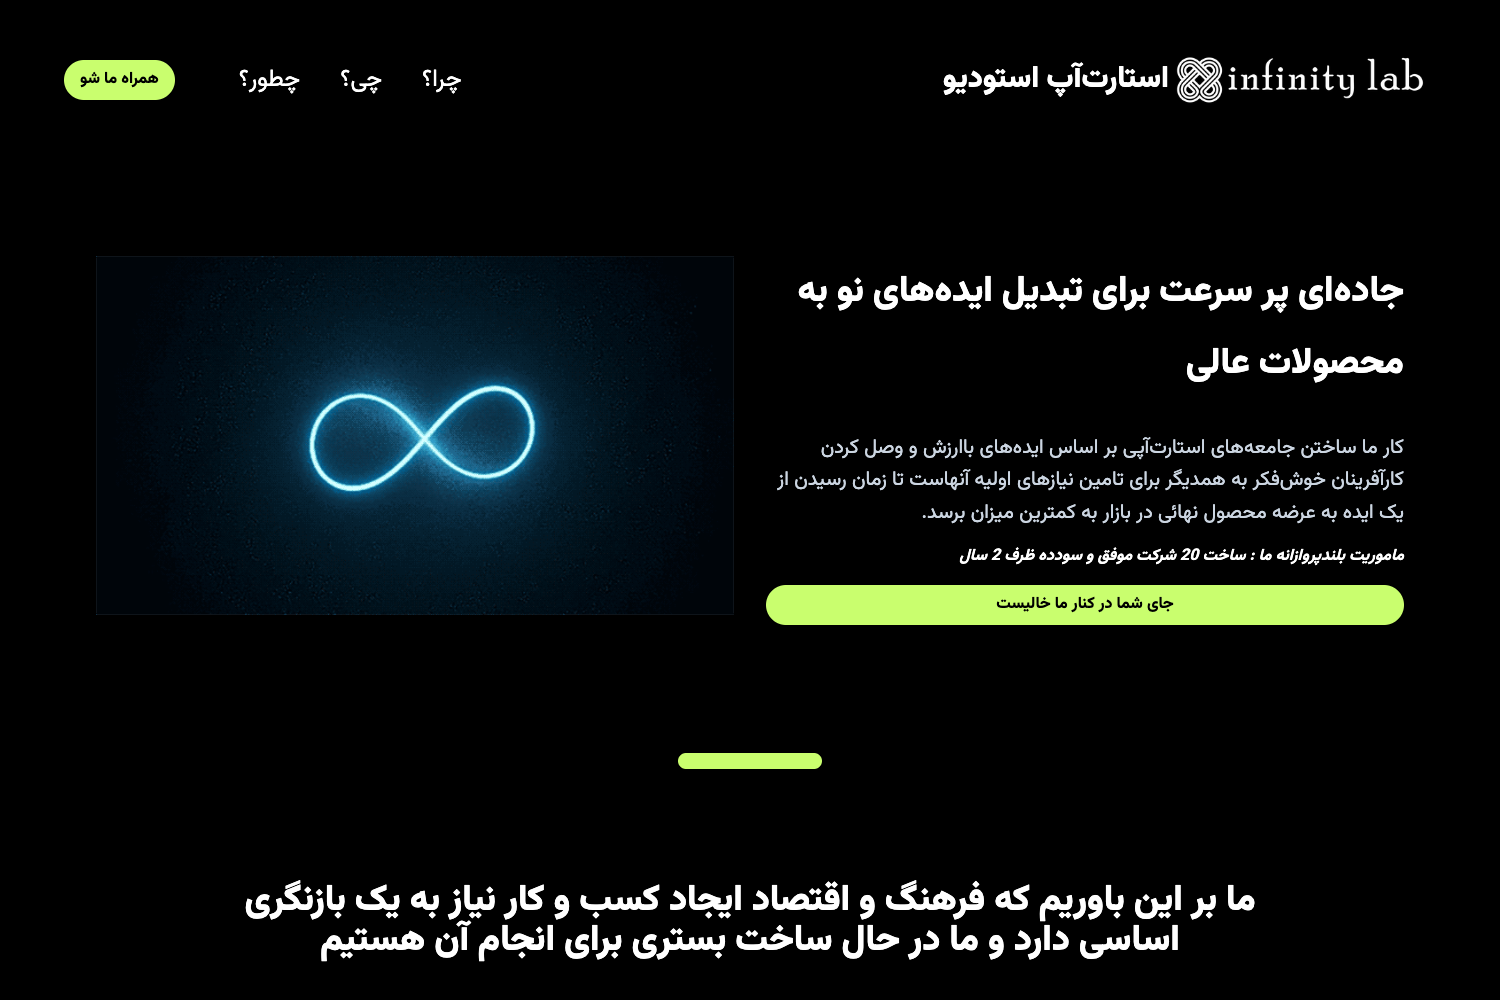 infinity lab استارت‌آپ استودیو
چرا؟
چی؟
چطور؟
همراه ما شو
جاده‌ای پر سرعت برای تبدیل ایده‌های نو به
محصولات عالی
کار ما ساختن جامعه‌های استارت‌آپی بر اساس ایده‌های باارزش و وصل کردن
کارآفرینان خوش‌فکر به همدیگر برای تامین نیازهای اولیه آنهاست تا زمان رسیدن از
یک ایده به عرضه محصول نهائی در بازار به کمترین میزان برسد.
ماموریت بلندپروازانه ما : ساخت 20 شرکت موفق و سودده ظرف 2 سال
جای شما در کنار ما خالیست
ما بر این باوریم که فرهنگ و اقتصاد ایجاد کسب و کار نیاز به یک بازنگری
اساسی دارد و ما در حال ساخت بستری برای انجام آن هستیم